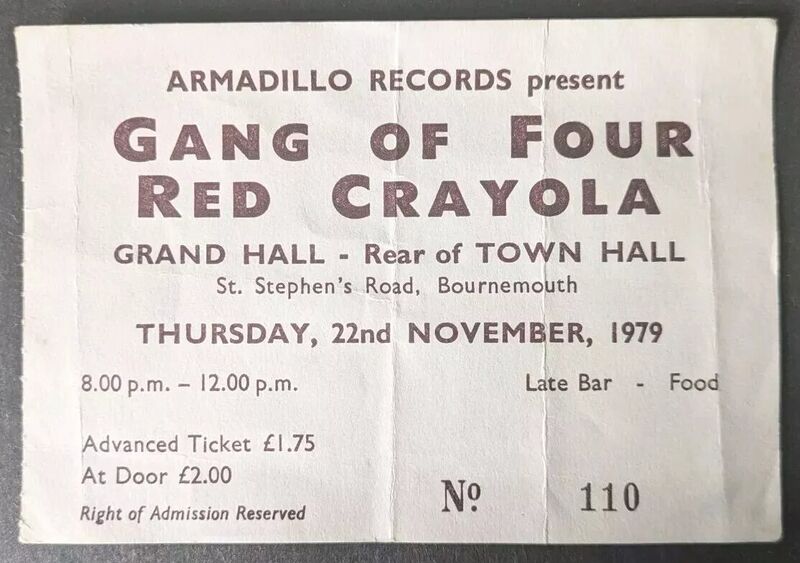 ARMADILLO RECORDS present
GANG OF FOUR
RED CRAYOLA
GRAND HALL - Rear of TOWN HALL
St. Stephen's Road, Bournemouth
THURSDAY, 22nd NOVEMBER, 1979
8.00 p.m. – 12.00 p.m. Late Bar - Food
Advanced Ticket £1.75
At Door £2.00
Right of Admission Reserved
Nº 110